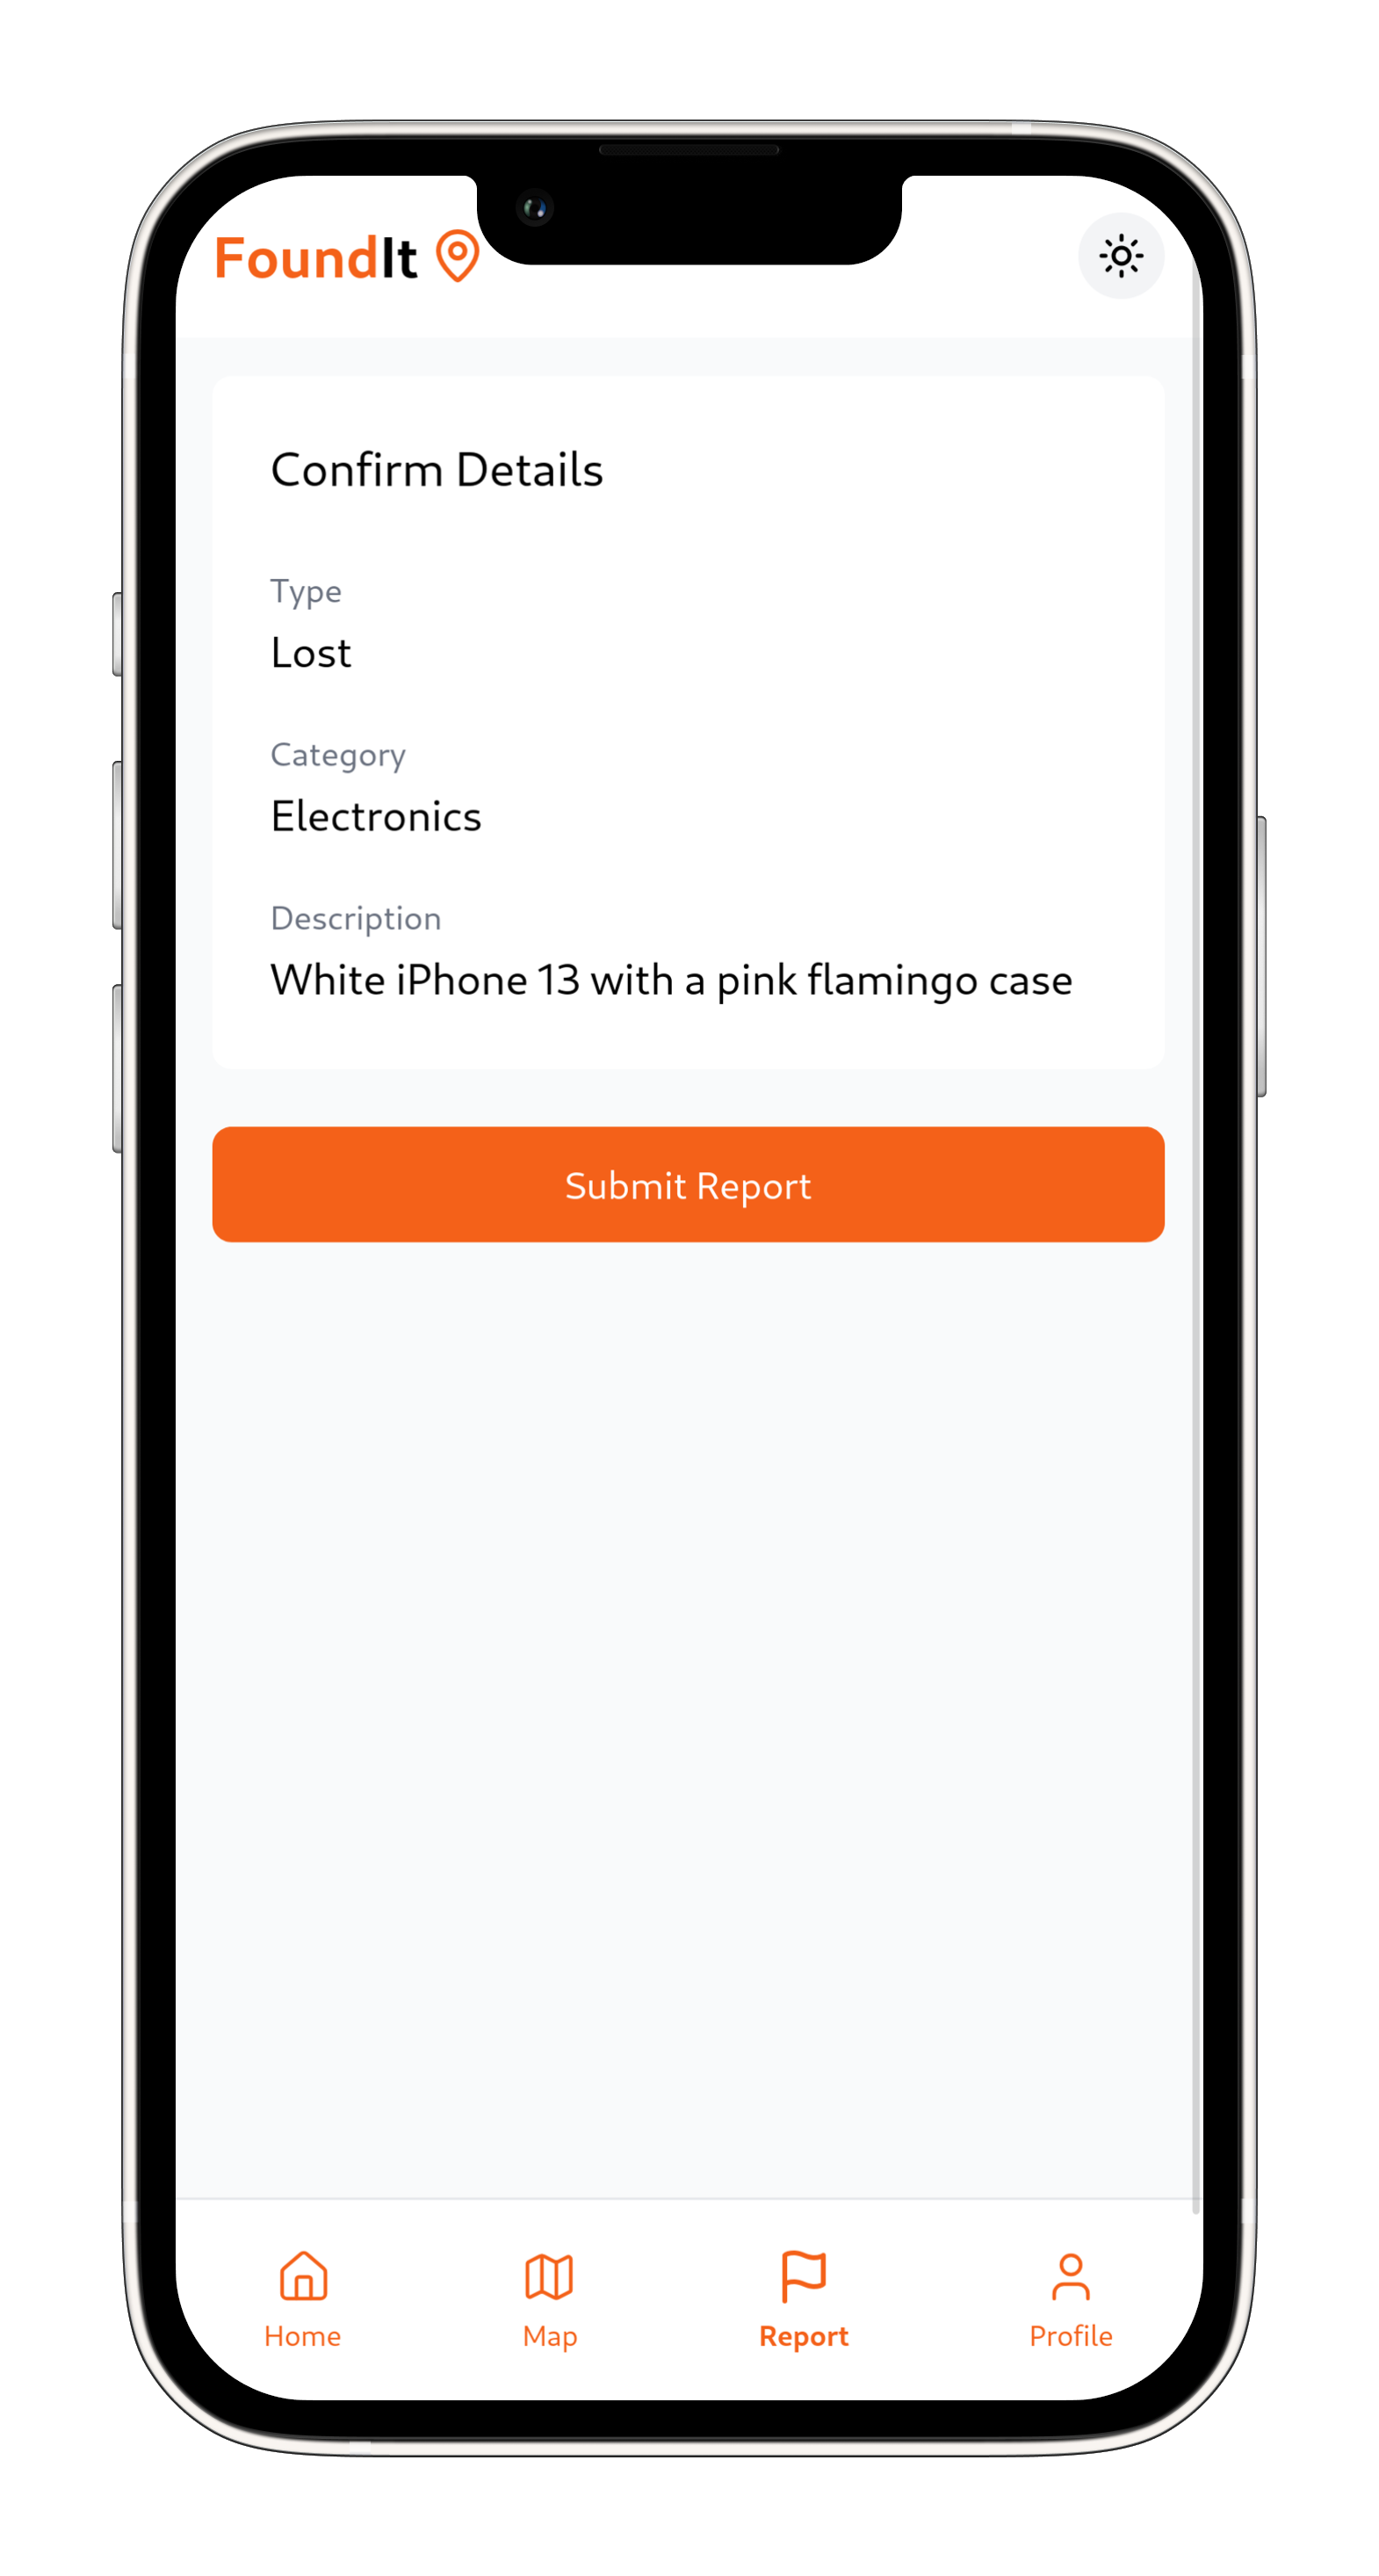 FoundIt
Confirm Details
Type
Lost
Category
Electronics
Description
White iPhone 13 with a pink flamingo case
Submit Report
Home Map Report Profile